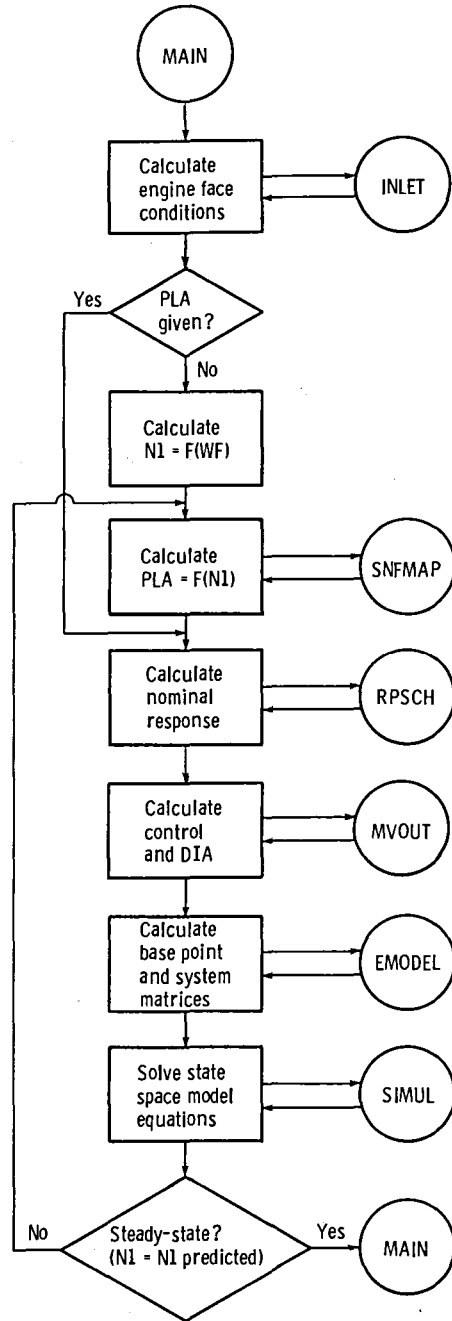 MAIN
Calculate
engine face
conditions
INLET
Yes
PLA
given?
No
Calculate
N1 = F(WF)
Calculate
PLA = F(N1)
SNFMAP
Calculate
nominal
response
RPSCH
Calculate
control
and DIA
MVOUT
Calculate
base point
and system
matrices
EMODEL
Solve state
space model
equations
SIMUL
No
Steady-state?
(N1 = N1 predicted)
Yes
MAIN